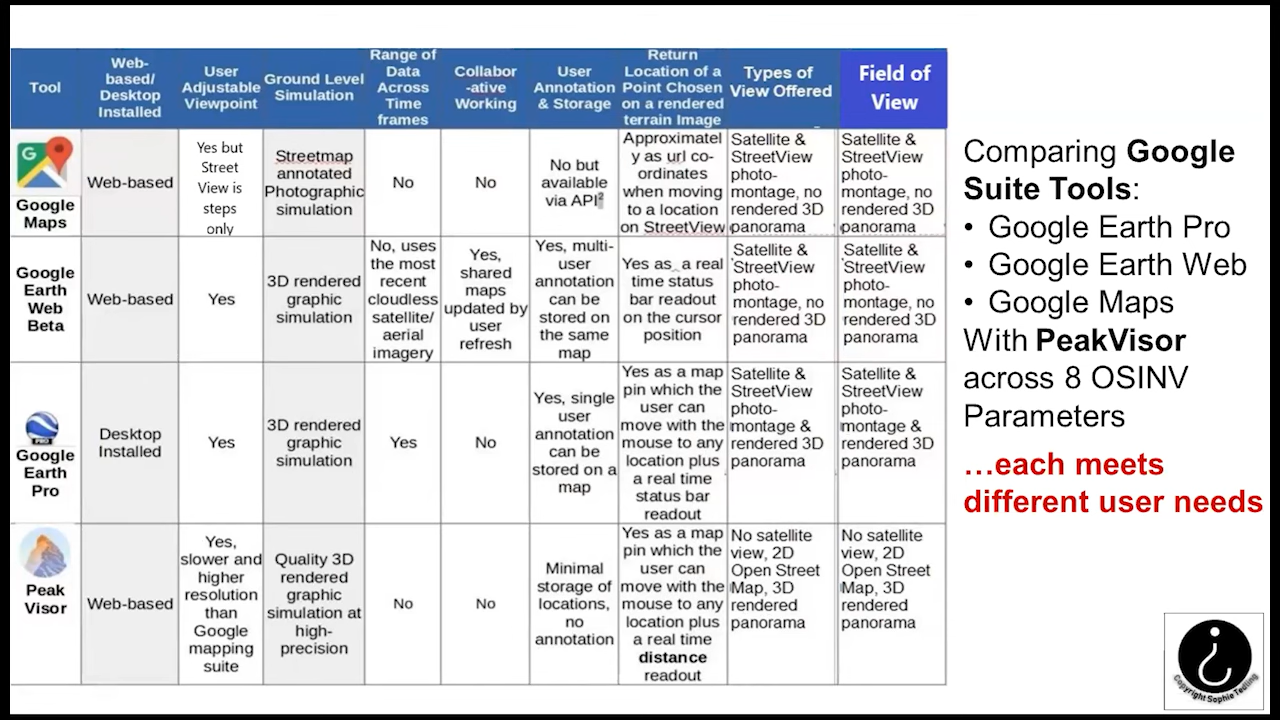 Tool
Web-
based/
Desktop
Installed
User
Adjustable
Viewpoint
Ground Level
Simulation
Range of
Data
Across
Time
frames
Collabor
-ative
Working
User
Annotation
& Storage
Return
Location of a
Point Chosen
on a rendered
terrain Image
Types of
View Offered
Field of
View
Google
Maps
Web-based
Yes but
Street
View is
steps
only
Streetmap
annotated
Photographic
simulation
No
No
No but
available
via API²
Approximatel
y as url co-
ordinates
when moving
to a location
on StreetView
Satellite &
StreetView
photo-
montage, no
rendered 3D
panorama
Satellite &
StreetView
photo-
montage, no
rendered 3D
panorama
Google
Earth
Web
Beta
Web-based
Yes
3D rendered
graphic
simulation
No, uses
the most
recent
cloudless
satellite/
aerial
imagery
Yes,
shared
maps
updated by
user
refresh
Yes, multi-
user
annotation
can be
stored on
the same
map
Yes as a real
time status
bar readout
on the cursor
position
Satellite &
StreetView
photo-
montage, no
rendered 3D
panorama
Satellite &
StreetView
photo-
montage, no
rendered 3D
panorama
PRO
Google
Earth
Pro
Desktop
Installed
Yes
3D rendered
graphic
simulation
Yes
No
Yes, single
user
annotation
can be
stored on a
map
Yes as a map
pin which the
user can
move with the
mouse to any
location plus
a real time
status bar
readout
Satellite &
StreetView
photo-
montage &
rendered 3D
panorama
Satellite &
StreetView
photo-
montage &
rendered 3D
panorama
Peak
Visor
Web-based
Yes,
slower and
higher
resolution
than
Google
mapping
suite
Quality 3D
rendered
graphic
simulation at
high-
precision
No
No
Minimal
storage of
locations,
no
annotation
Yes as a map
pin which the
user can
move with the
mouse to any
location plus
a real time
distance
readout
No satellite
view, 2D
Open Street
Map, 3D
rendered
panorama
No satellite
view, 2D
Open Street
Map, 3D
rendered
panorama
Comparing Google
Suite Tools:
• Google Earth Pro
• Google Earth Web
• Google Maps
With PeakVisor
across 8 OSINV
Parameters
…each meets
different user needs
Copyright Sophie Tedling